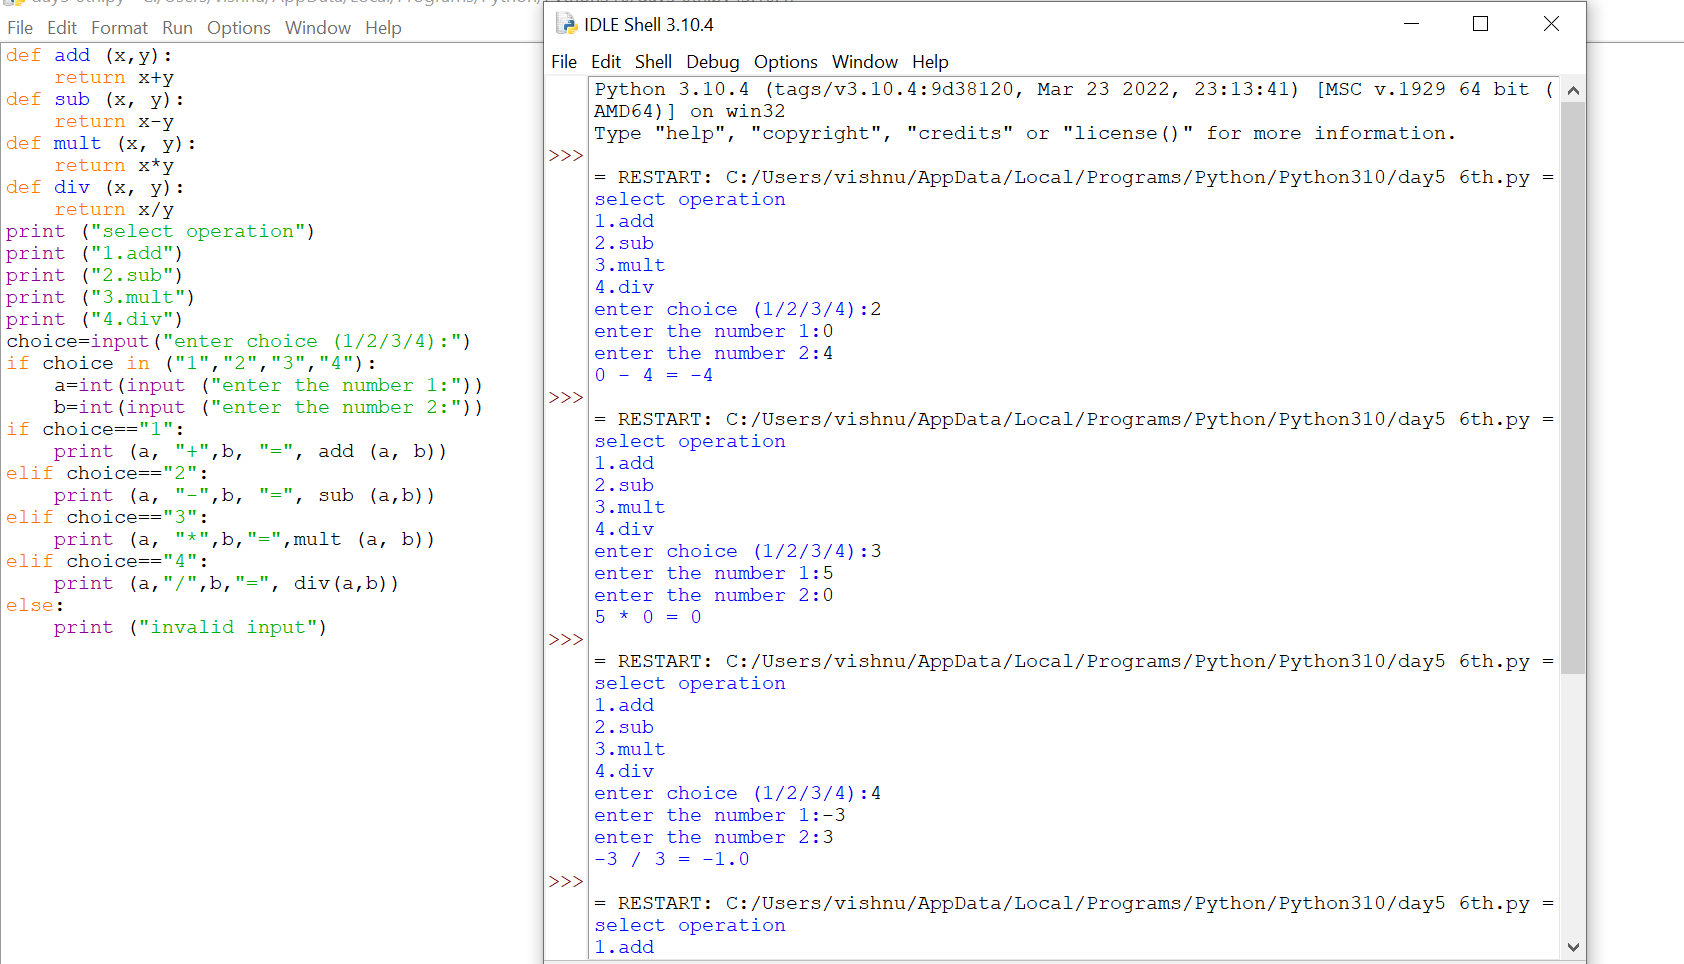 File Edit Format Run Options Window Help
def add (x,y):
    return x+y
def sub (x, y):
    return x-y
def mult (x, y):
    return x*y
def div (x, y):
    return x/y
print ("select operation")
print ("1.add")
print ("2.sub")
print ("3.mult")
print ("4.div")
choice=input("enter choice (1/2/3/4):")
if choice in ("1","2","3","4"):
    a=int(input ("enter the number 1:"))
    b=int(input ("enter the number 2:"))
if choice=="1":
    print (a, "+",b, "=", add (a, b))
elif choice=="2":
    print (a, "-",b, "=", sub (a,b))
elif choice=="3":
    print (a, "*",b,"=",mult (a, b))
elif choice=="4":
    print (a,"/",b,"=", div(a,b))
else:
    print ("invalid input")
IDLE Shell 3.10.4
File Edit Shell Debug Options Window Help
Python 3.10.4 (tags/v3.10.4:9d38120, Mar 23 2022, 23:13:41) [MSC v.1929 64 bit (
AMD64)] on win32
Type "help", "copyright", "credits" or "license()" for more information.
>>>
= RESTART: C:/Users/vishnu/AppData/Local/Programs/Python/Python310/day5 6th.py =
select operation
1.add
2.sub
3.mult
4.div
enter choice (1/2/3/4):2
enter the number 1:0
enter the number 2:4
0 - 4 = -4
>>>
= RESTART: C:/Users/vishnu/AppData/Local/Programs/Python/Python310/day5 6th.py =
select operation
1.add
2.sub
3.mult
4.div
enter choice (1/2/3/4):3
enter the number 1:5
enter the number 2:0
5 * 0 = 0
>>>
= RESTART: C:/Users/vishnu/AppData/Local/Programs/Python/Python310/day5 6th.py =
select operation
1.add
2.sub
3.mult
4.div
enter choice (1/2/3/4):4
enter the number 1:-3
enter the number 2:3
-3 / 3 = -1.0
>>>
= RESTART: C:/Users/vishnu/AppData/Local/Programs/Python/Python310/day5 6th.py =
select operation
1.add